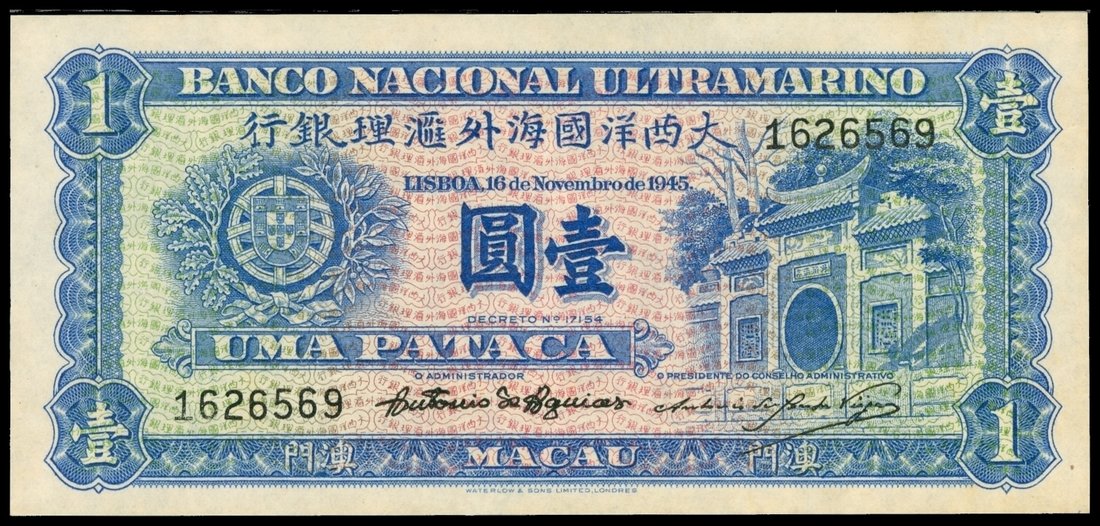 1
壹
BANCO NACIONAL ULTRAMARINO
大西洋國海外滙理銀行
1626569
LISBOA, 16 de Novembro de 1945.
壹圓
DECRETO Nº 17154
UMA PATACA
O ADMINISTRADOR
O PRESIDENTE DO CONSELHO ADMINISTRATIVO
1626569
壹
1
澳門
MACAU
澳門
WATERLOW & SONS LIMITED, LONDRES